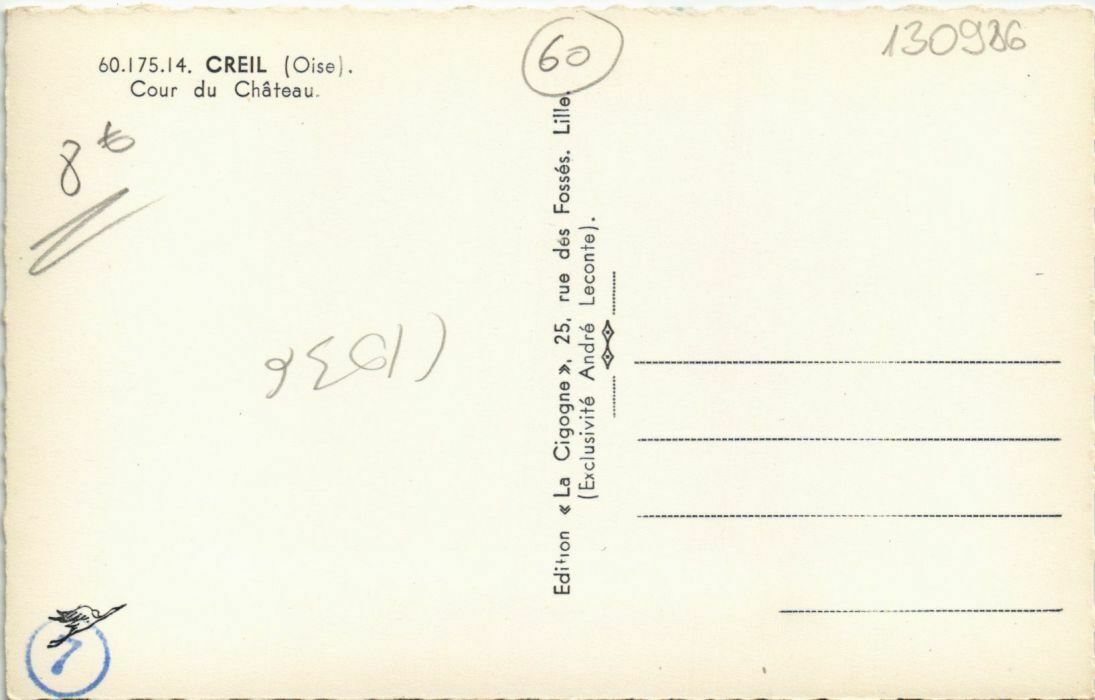 60.175.14. CREIL (Oise).
Cour du Château.
60
130986
8 €
Edition « La Cigogne », 25, rue des Fossés. Lille.
(Exclusivité André Leconte).
7